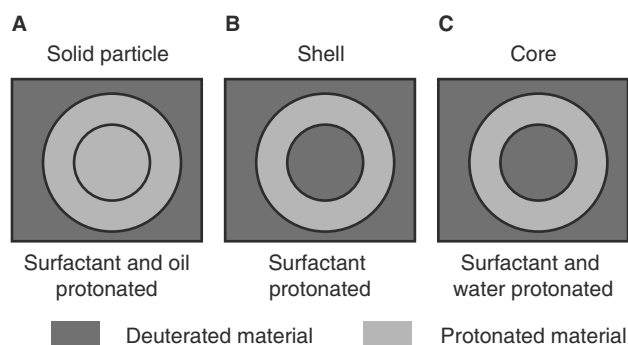 A
Solid particle
Surfactant and oil
protonated
B
Shell
Surfactant
protonated
C
Core
Surfactant and
water protonated
Deuterated material
Protonated material